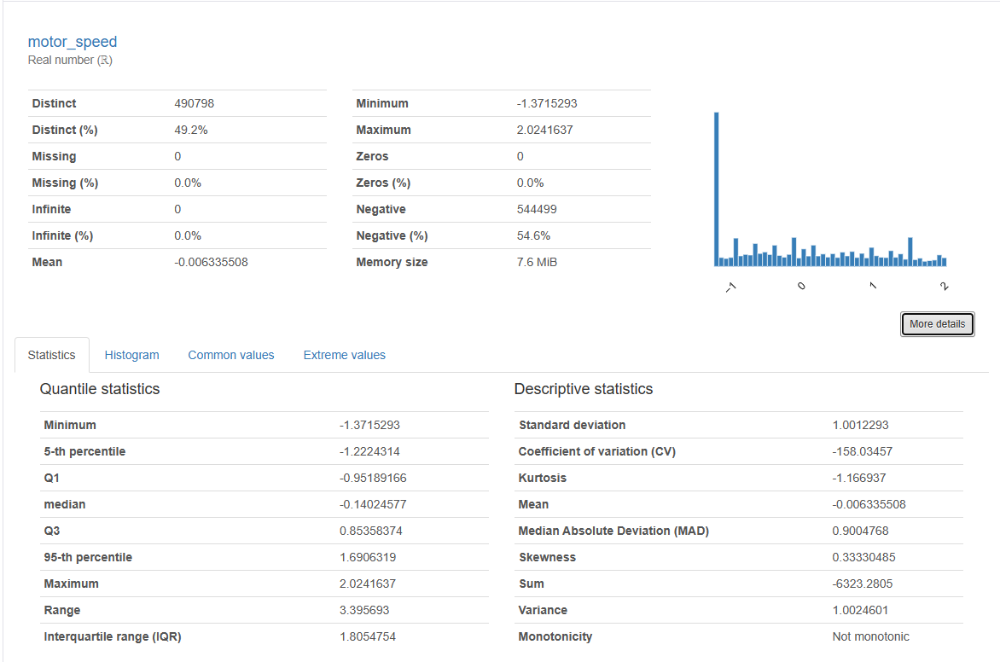 motor_speed
Real number (ℝ)
Distinct 490798
Distinct (%) 49.2%
Missing 0
Missing (%) 0.0%
Infinite 0
Infinite (%) 0.0%
Mean -0.006335508
Minimum -1.3715293
Maximum 2.0241637
Zeros 0
Zeros (%) 0.0%
Negative 544499
Negative (%) 54.6%
Memory size 7.6 MiB
−1 0 1 2
More details
Statistics Histogram Common values Extreme values
Quantile statistics
Minimum -1.3715293
5-th percentile -1.2224314
Q1 -0.95189166
median -0.14024577
Q3 0.85358374
95-th percentile 1.6906319
Maximum 2.0241637
Range 3.395693
Interquartile range (IQR) 1.8054754
Descriptive statistics
Standard deviation 1.0012293
Coefficient of variation (CV) -158.03457
Kurtosis -1.166937
Mean -0.006335508
Median Absolute Deviation (MAD) 0.9004768
Skewness 0.33330485
Sum -6323.2805
Variance 1.0024601
Monotonicity Not monotonic